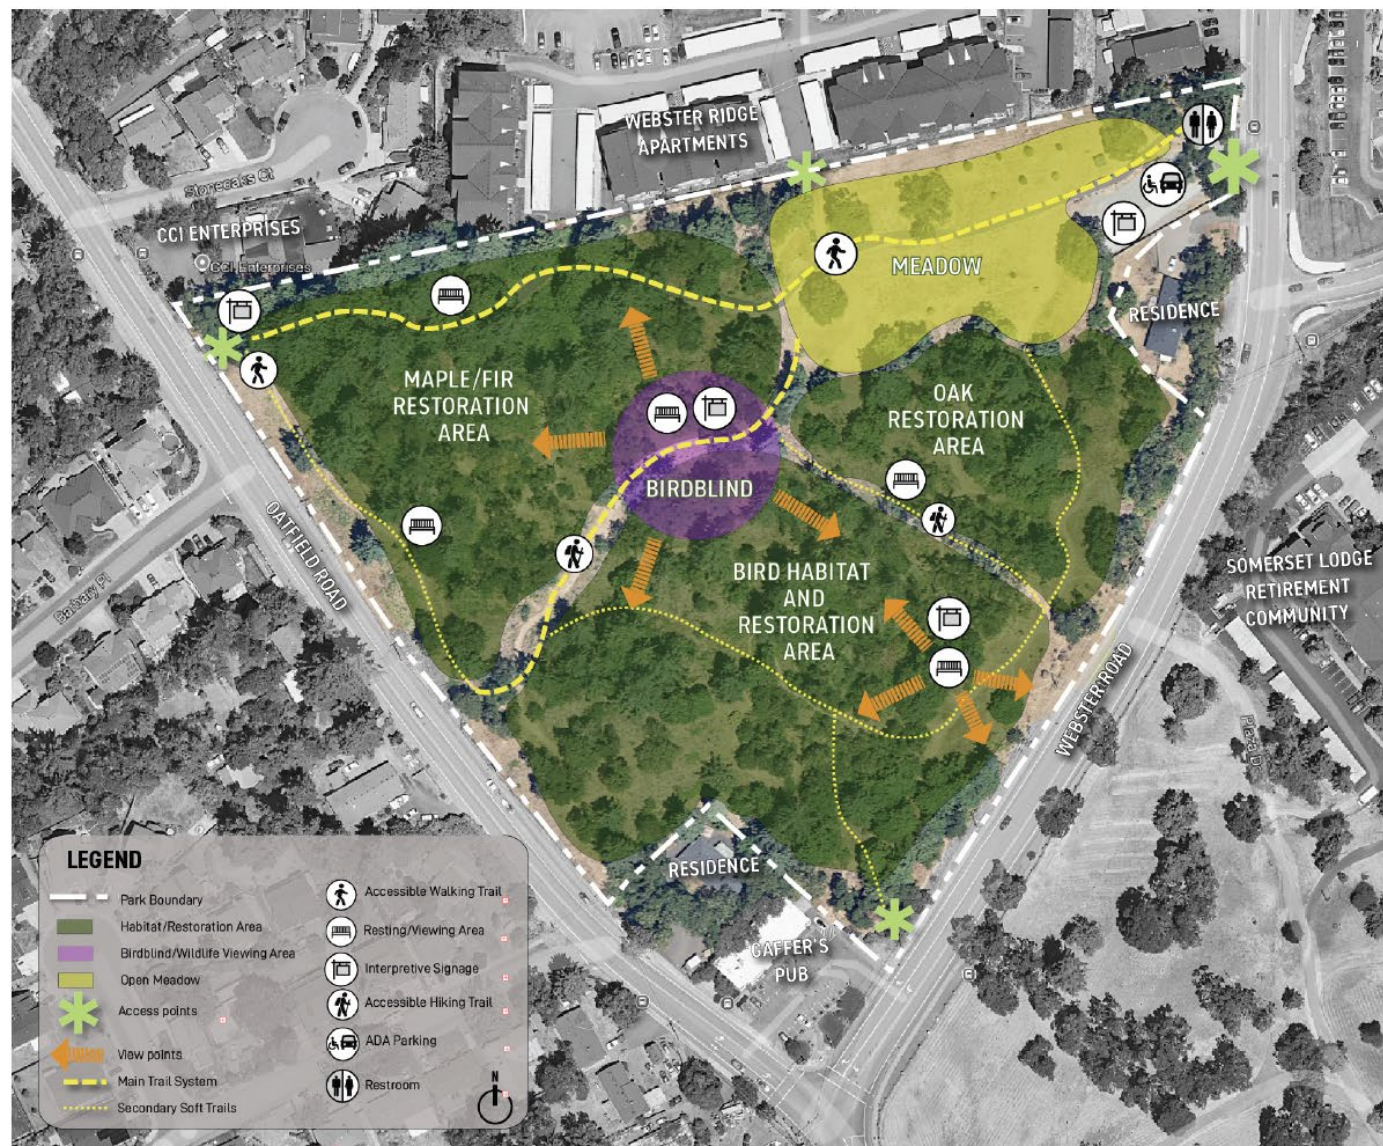 WEBSTER RIDGE
APARTMENTS
Stoneoaks Ct
CCI ENTERPRISES
CCI Enterprises
MEADOW
RESIDENCE
MAPLE/FIR
RESTORATION
AREA
OAK
RESTORATION
AREA
BIRDBLIND
OATFIELD ROAD
Barbary Pl
BIRD HABITAT
AND
RESTORATION
AREA
SOMERSET LODGE
RETIREMENT
COMMUNITY
WEBSTER ROAD
RESIDENCE
GAFFER'S
PUB
LEGEND
Park Boundary
Habitat/Restoration Area
Birdblind/Wildlife Viewing Area
Open Meadow
Access points
View points
Main Trail System
Secondary Soft Trails
Accessible Walking Trail
Resting/Viewing Area
Interpretive Signage
Accessible Hiking Trail
ADA Parking
Restroom
N